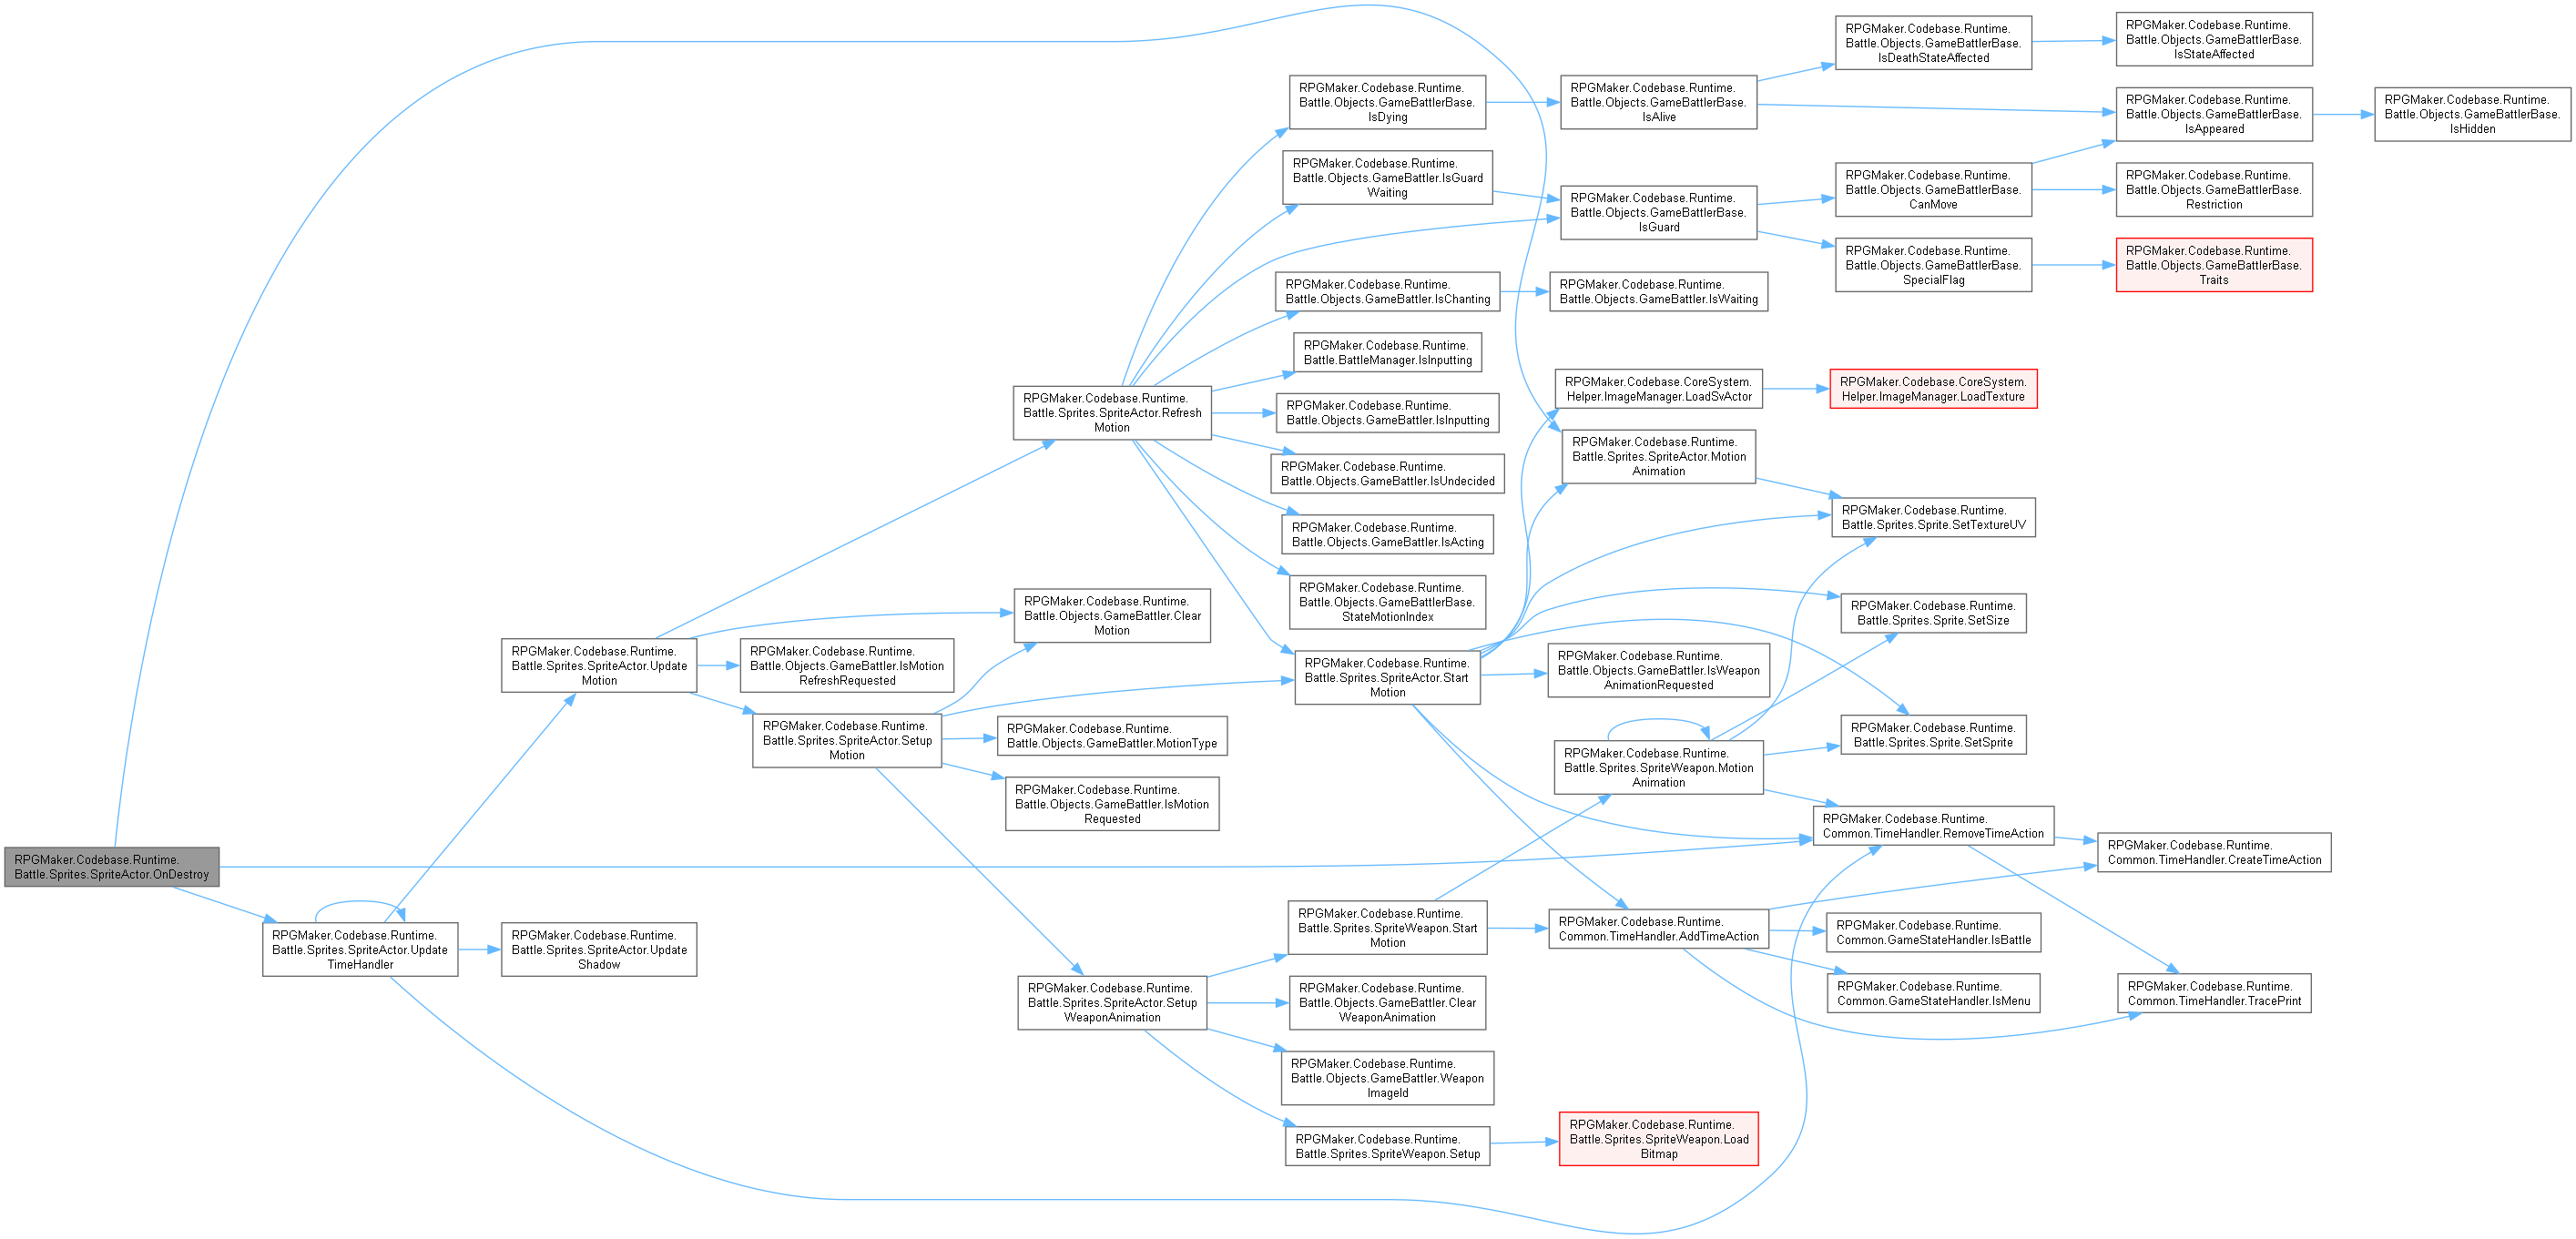 RPGMaker.Codebase.Runtime.
Battle.Sprites.SpriteActor.OnDestroy
RPGMaker.Codebase.Runtime.
Battle.Sprites.SpriteActor.Update
TimeHandler
RPGMaker.Codebase.Runtime.
Battle.Sprites.SpriteActor.Update
Motion
RPGMaker.Codebase.Runtime.
Battle.Sprites.SpriteActor.Update
Shadow
RPGMaker.Codebase.Runtime.
Battle.Objects.GameBattler.IsMotion
RefreshRequested
RPGMaker.Codebase.Runtime.
Battle.Sprites.SpriteActor.Setup
Motion
RPGMaker.Codebase.Runtime.
Battle.Sprites.SpriteActor.Refresh
Motion
RPGMaker.Codebase.Runtime.
Battle.Objects.GameBattler.Clear
Motion
RPGMaker.Codebase.Runtime.
Battle.Objects.GameBattler.MotionType
RPGMaker.Codebase.Runtime.
Battle.Objects.GameBattler.IsMotion
Requested
RPGMaker.Codebase.Runtime.
Battle.Sprites.SpriteActor.Setup
WeaponAnimation
RPGMaker.Codebase.Runtime.
Battle.Objects.GameBattlerBase.
IsDying
RPGMaker.Codebase.Runtime.
Battle.Objects.GameBattler.IsGuard
Waiting
RPGMaker.Codebase.Runtime.
Battle.Objects.GameBattler.IsChanting
RPGMaker.Codebase.Runtime.
Battle.BattleManager.IsInputting
RPGMaker.Codebase.Runtime.
Battle.Objects.GameBattler.IsInputting
RPGMaker.Codebase.Runtime.
Battle.Objects.GameBattler.IsUndecided
RPGMaker.Codebase.Runtime.
Battle.Objects.GameBattler.IsActing
RPGMaker.Codebase.Runtime.
Battle.Objects.GameBattlerBase.
StateMotionIndex
RPGMaker.Codebase.Runtime.
Battle.Sprites.SpriteActor.Start
Motion
RPGMaker.Codebase.Runtime.
Battle.Sprites.SpriteWeapon.Start
Motion
RPGMaker.Codebase.Runtime.
Battle.Objects.GameBattler.Clear
WeaponAnimation
RPGMaker.Codebase.Runtime.
Battle.Objects.GameBattler.Weapon
ImageId
RPGMaker.Codebase.Runtime.
Battle.Sprites.SpriteWeapon.Setup
RPGMaker.Codebase.Runtime.
Battle.Objects.GameBattlerBase.
IsAlive
RPGMaker.Codebase.Runtime.
Battle.Objects.GameBattlerBase.
IsGuard
RPGMaker.Codebase.Runtime.
Battle.Objects.GameBattler.IsWaiting
RPGMaker.Codebase.CoreSystem.
Helper.ImageManager.LoadSvActor
RPGMaker.Codebase.Runtime.
Battle.Sprites.SpriteActor.Motion
Animation
RPGMaker.Codebase.Runtime.
Battle.Objects.GameBattler.IsWeapon
AnimationRequested
RPGMaker.Codebase.Runtime.
Battle.Sprites.SpriteWeapon.Motion
Animation
RPGMaker.Codebase.Runtime.
Common.TimeHandler.AddTimeAction
RPGMaker.Codebase.Runtime.
Battle.Sprites.SpriteWeapon.Load
Bitmap
RPGMaker.Codebase.Runtime.
Battle.Objects.GameBattlerBase.
IsDeathStateAffected
RPGMaker.Codebase.Runtime.
Battle.Objects.GameBattlerBase.
CanMove
RPGMaker.Codebase.Runtime.
Battle.Objects.GameBattlerBase.
SpecialFlag
RPGMaker.Codebase.CoreSystem.
Helper.ImageManager.LoadTexture
RPGMaker.Codebase.Runtime.
Battle.Sprites.Sprite.SetTextureUV
RPGMaker.Codebase.Runtime.
Battle.Sprites.Sprite.SetSize
RPGMaker.Codebase.Runtime.
Battle.Sprites.Sprite.SetSprite
RPGMaker.Codebase.Runtime.
Common.TimeHandler.RemoveTimeAction
RPGMaker.Codebase.Runtime.
Common.GameStateHandler.IsBattle
RPGMaker.Codebase.Runtime.
Common.GameStateHandler.IsMenu
RPGMaker.Codebase.Runtime.
Battle.Objects.GameBattlerBase.
IsStateAffected
RPGMaker.Codebase.Runtime.
Battle.Objects.GameBattlerBase.
IsAppeared
RPGMaker.Codebase.Runtime.
Battle.Objects.GameBattlerBase.
Restriction
RPGMaker.Codebase.Runtime.
Battle.Objects.GameBattlerBase.
Traits
RPGMaker.Codebase.Runtime.
Common.TimeHandler.CreateTimeAction
RPGMaker.Codebase.Runtime.
Common.TimeHandler.TracePrint
RPGMaker.Codebase.Runtime.
Battle.Objects.GameBattlerBase.
IsHidden